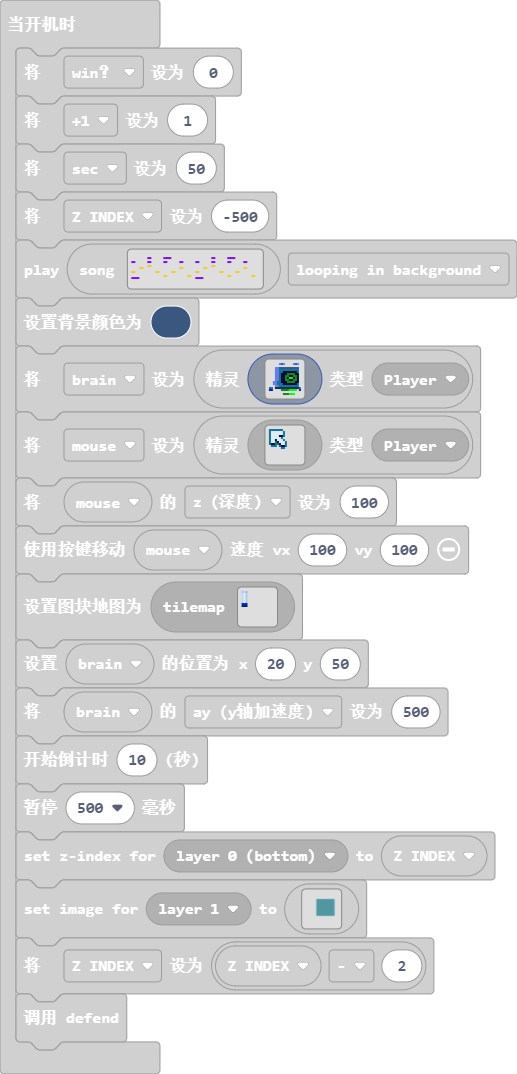 当开机时
将 win? 设为 0
将 +1 设为 1
将 sec 设为 50
将 Z INDEX 设为 -500
play song looping in background
设置背景颜色为
将 brain 设为 精灵 类型 Player
将 mouse 设为 精灵 类型 Player
将 mouse 的 z (深度) 设为 100
使用按键移动 mouse 速度 vx 100 vy 100
设置图块地图为 tilemap
设置 brain 的位置为 x 20 y 50
将 brain 的 ay (y轴加速度) 设为 500
开始倒计时 10 (秒)
暂停 500 毫秒
set z-index for layer 0 (bottom) to Z INDEX
set image for layer 1 to
将 Z INDEX 设为 Z INDEX - 2
调用 defend